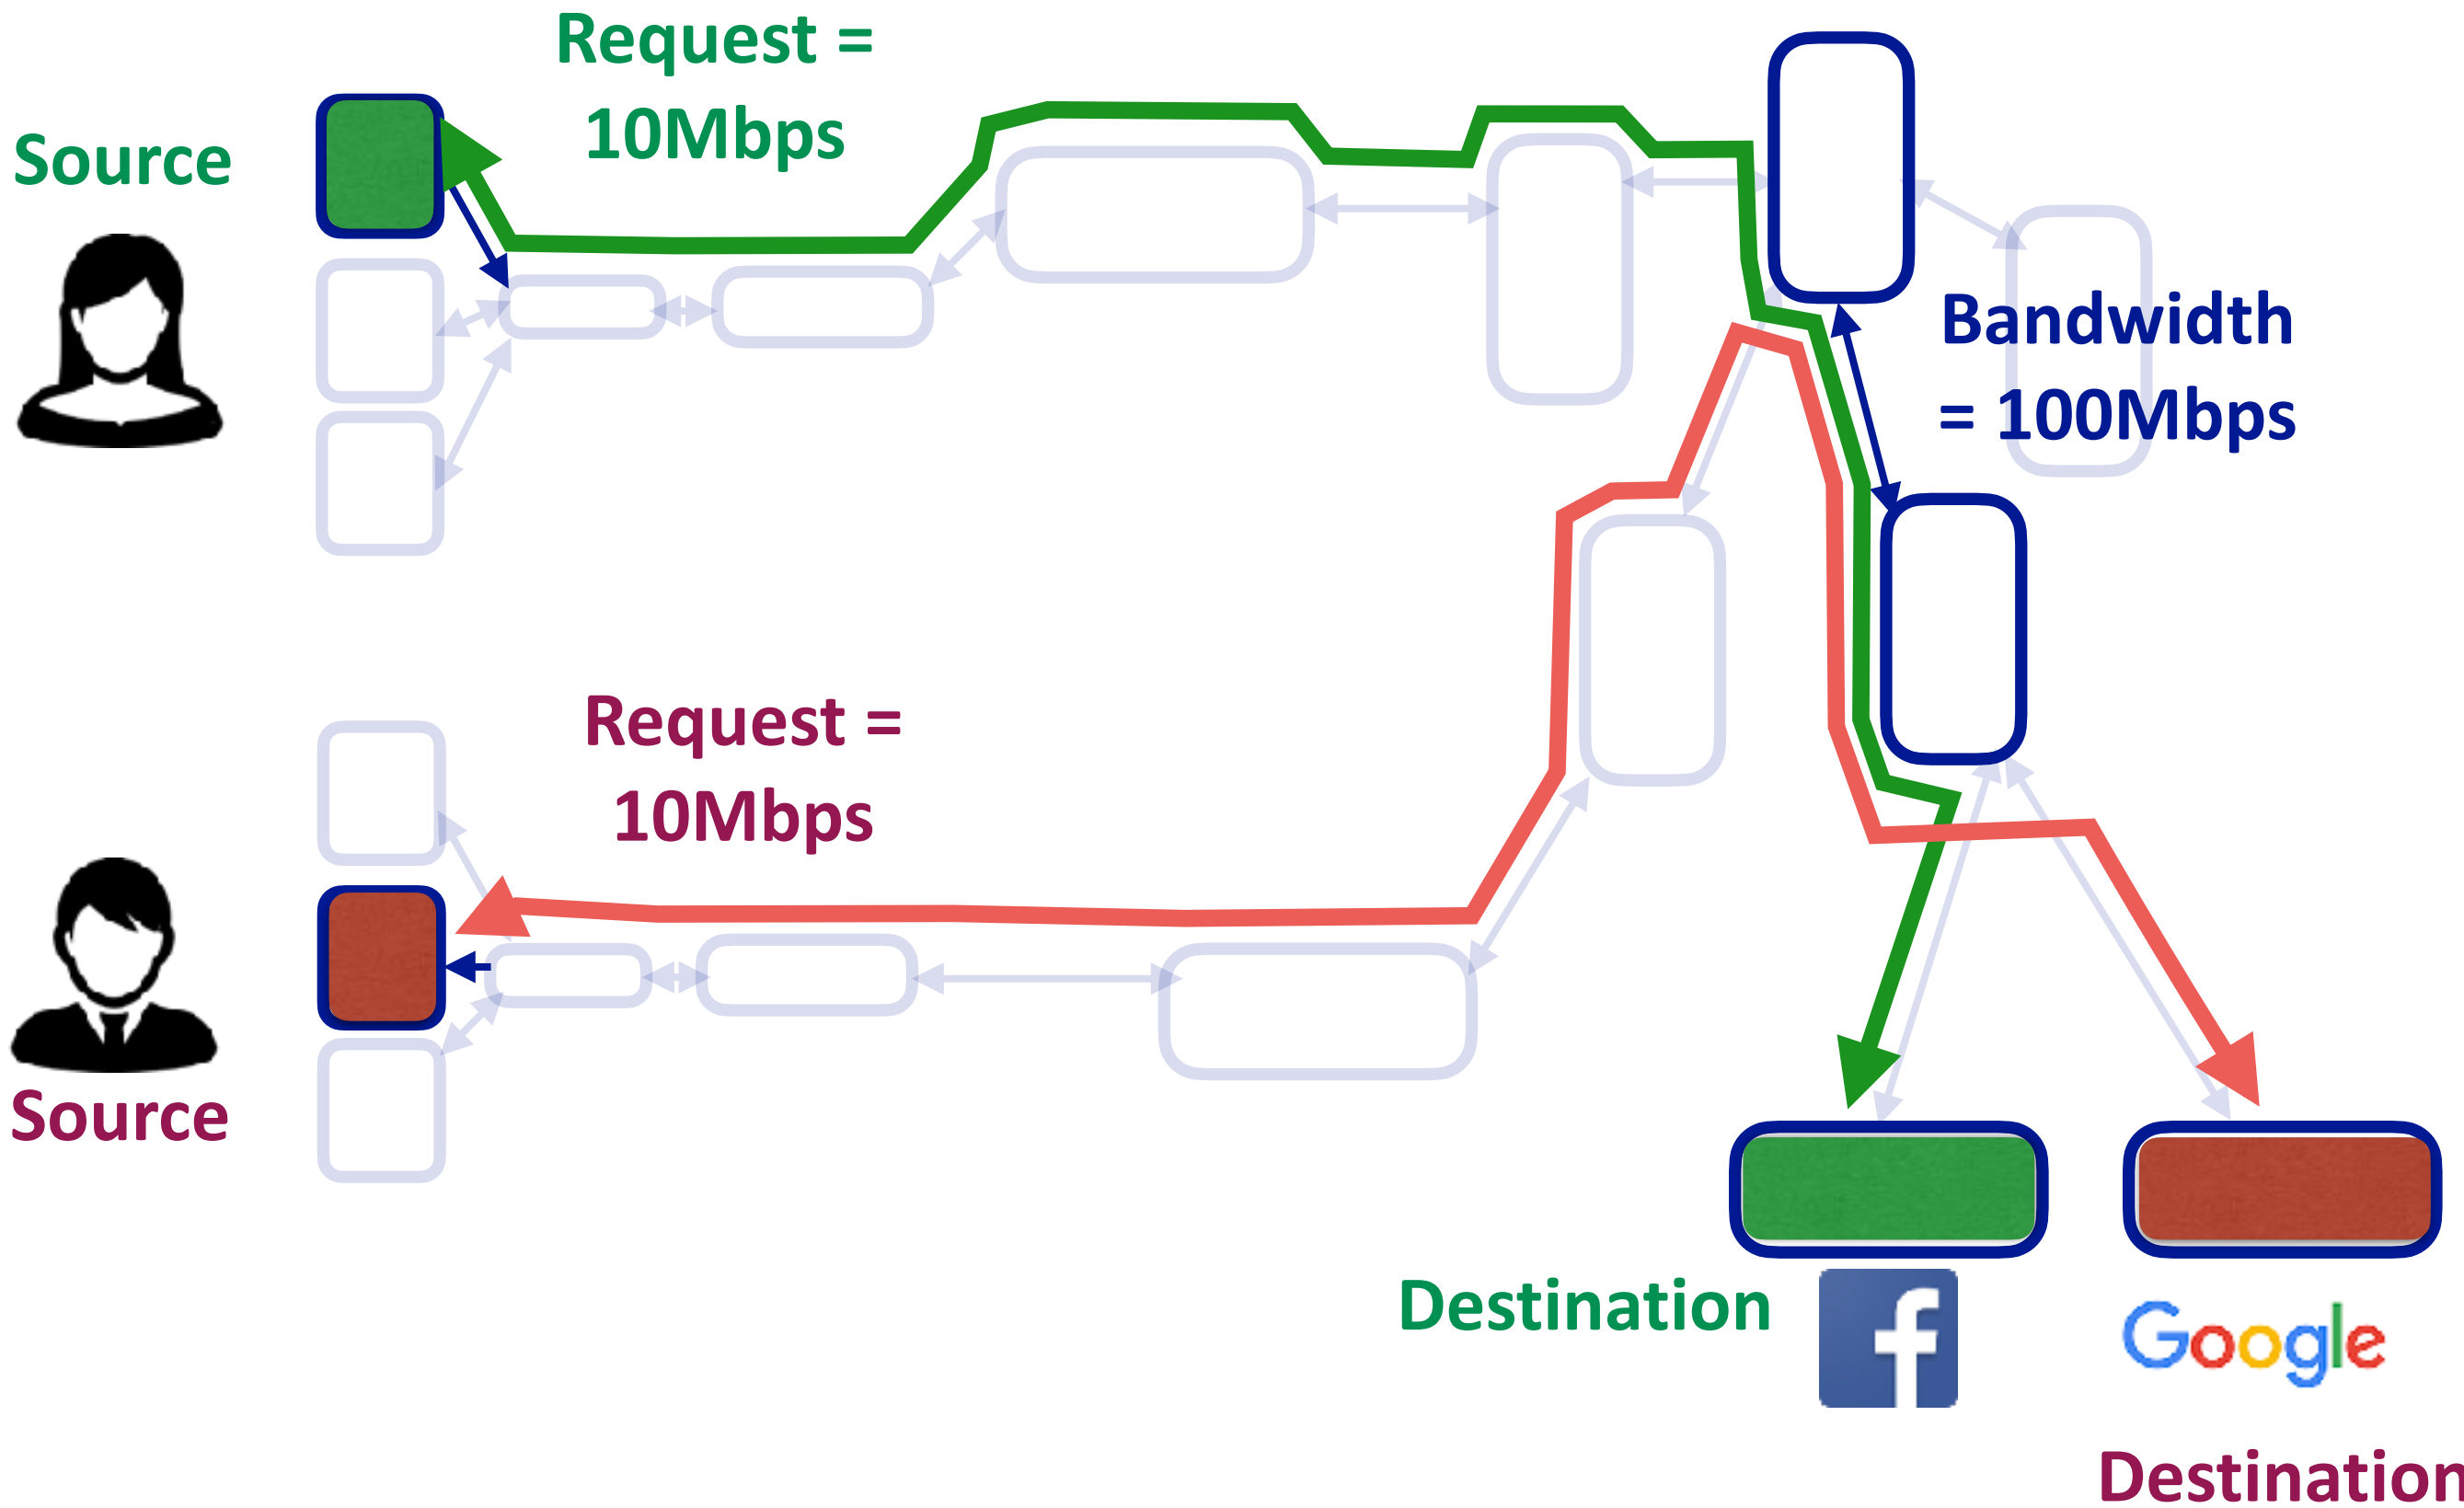 Request =
10Mbps
Source
Bandwidth
= 100Mbps
Request =
10Mbps
Source
Destination
f
Google
Destination